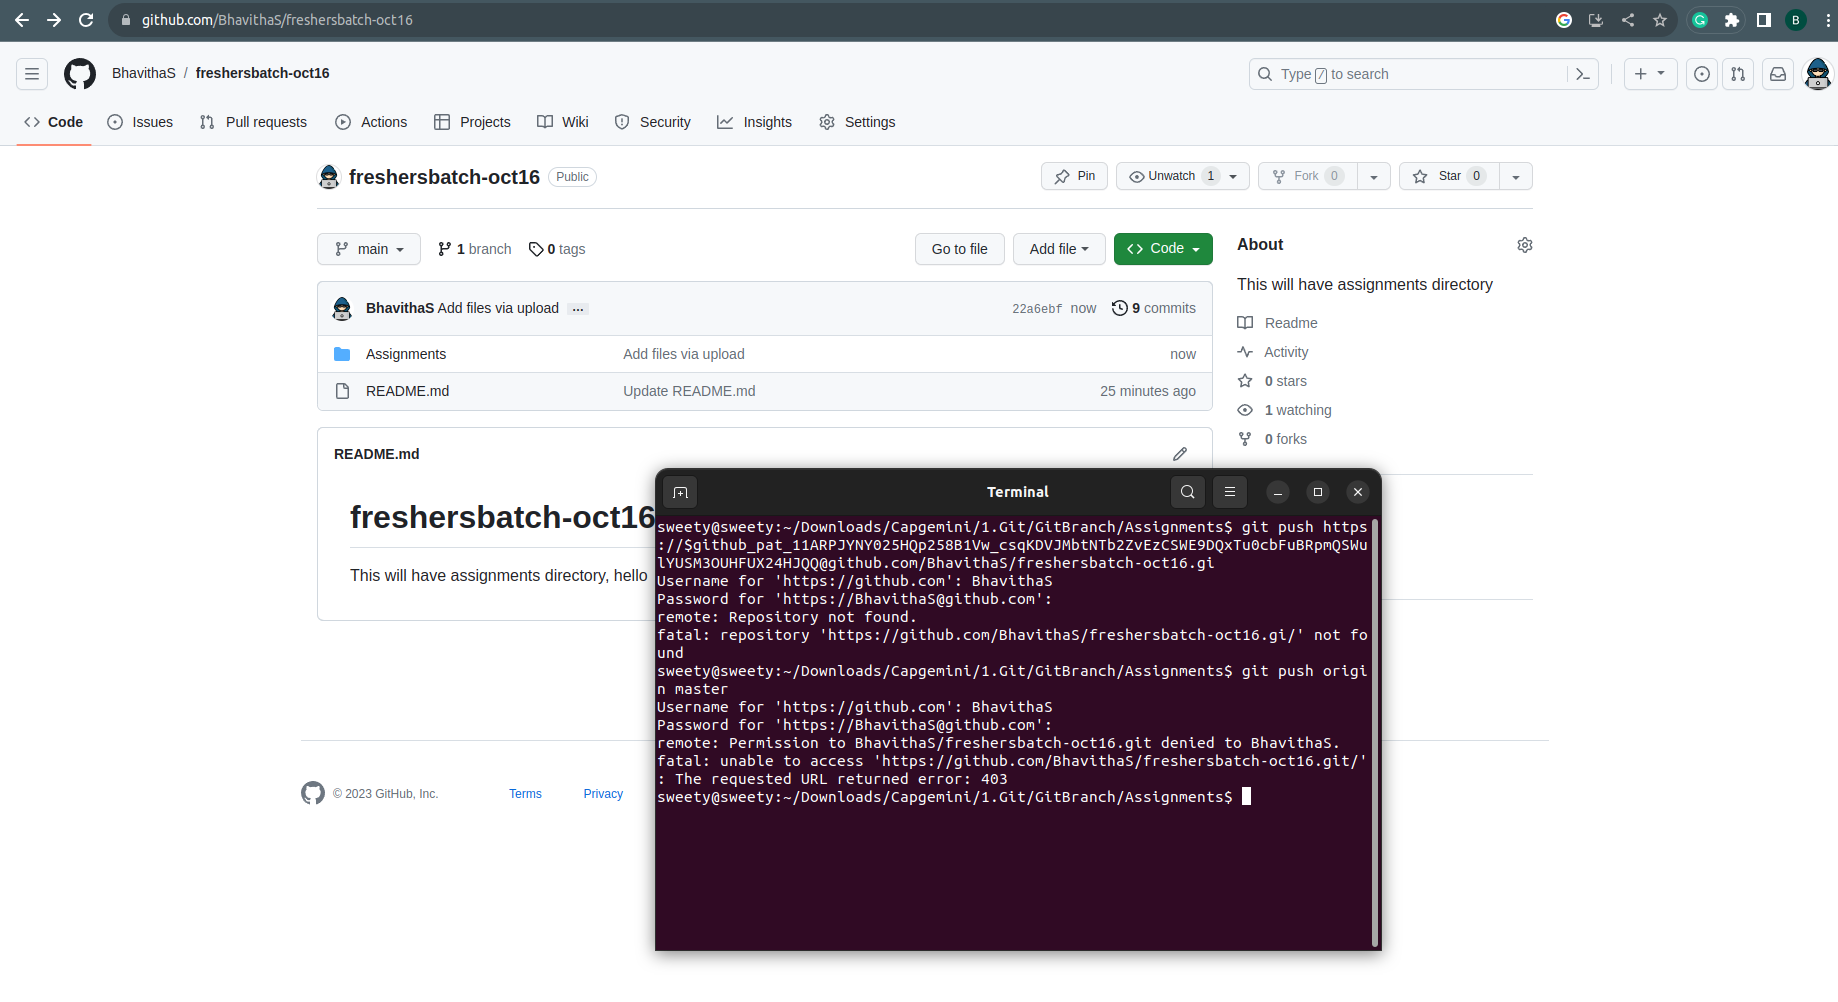 github.com/BhavithaS/freshersbatch-oct16
B
BhavithaS / freshersbatch-oct16
Type / to search
Code Issues Pull requests Actions Projects Wiki Security Insights Settings
freshersbatch-oct16 Public
Pin Unwatch 1 Fork 0 Star 0
main 1 branch 0 tags Go to file Add file Code
BhavithaS Add files via upload ... 22a6ebf now 9 commits
Assignments Add files via upload now
README.md Update README.md 25 minutes ago
About
This will have assignments directory
Readme
Activity
0 stars
1 watching
0 forks
README.md
freshersbatch-oct16
This will have assignments directory, hello
Terminal
sweety@sweety:~/Downloads/Capgemini/1.Git/GitBranch/Assignments$ git push https
://$github_pat_11ARPJYNY025HQp258B1Vw_csqKDVJMbtNTb2ZvEzCSWE9DQxTu0cbFuBRpmQSWu
lYUSM3OUHFUX24HJQQ@github.com/BhavithaS/freshersbatch-oct16.gi
Username for 'https://github.com': BhavithaS
Password for 'https://BhavithaS@github.com':
remote: Repository not found.
fatal: repository 'https://github.com/BhavithaS/freshersbatch-oct16.gi/' not fo
und
sweety@sweety:~/Downloads/Capgemini/1.Git/GitBranch/Assignments$ git push origi
n master
Username for 'https://github.com': BhavithaS
Password for 'https://BhavithaS@github.com':
remote: Permission to BhavithaS/freshersbatch-oct16.git denied to BhavithaS.
fatal: unable to access 'https://github.com/BhavithaS/freshersbatch-oct16.git/'
: The requested URL returned error: 403
sweety@sweety:~/Downloads/Capgemini/1.Git/GitBranch/Assignments$
© 2023 GitHub, Inc. Terms Privacy